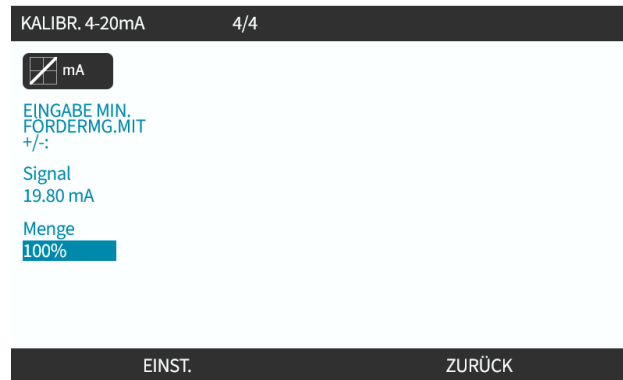 KALIBR. 4-20mA 4/4
mA
EINGABE MIN.
FÖRDERMG.MIT
+/-:
Signal
19.80 mA
Menge
100%
EINST. ZURÜCK